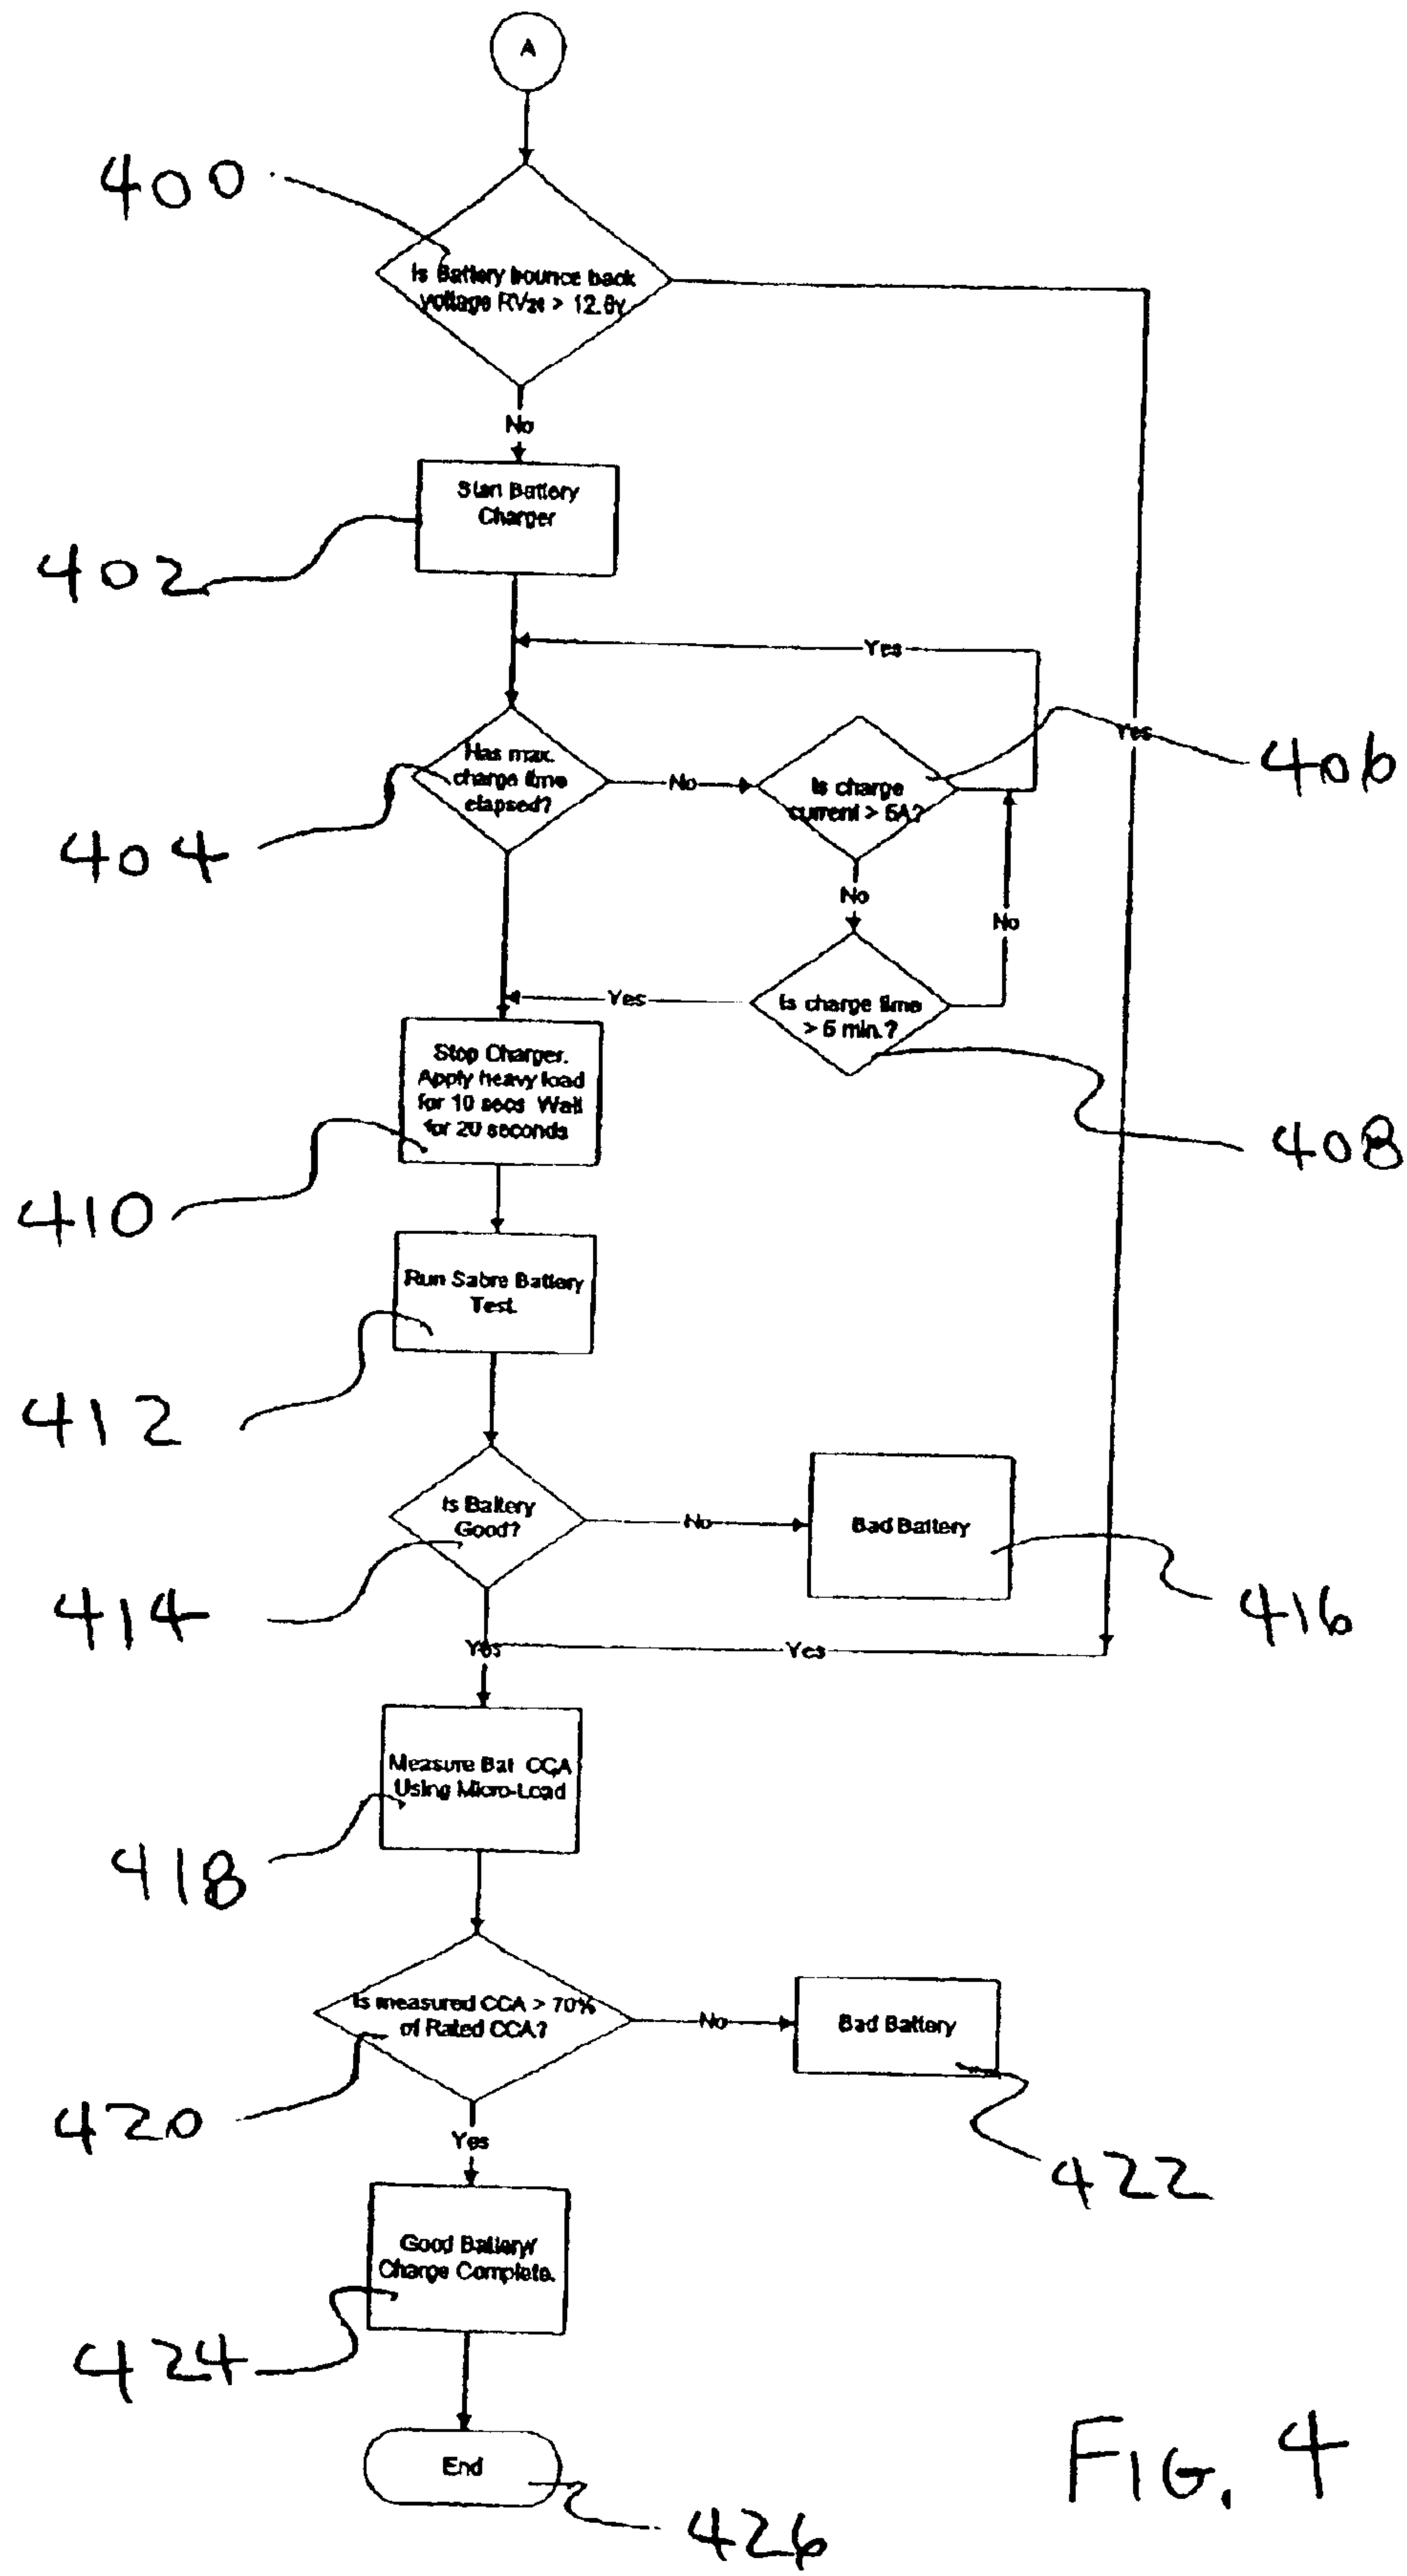 A
400
Is Battery bounce back
voltage RV2t > 12.6v
No
Start Battery
Charger
402
Yes
Has max.
charge time
elapsed?
No
Is charge
current > 5A?
Yes
406
404
No
No
Yes
Is charge time
> 5 min.?
Stop Charger.
Apply heavy load
for 10 secs Wait
for 20 seconds
408
410
Run Sabre Battery
Test.
412
Is Battery
Good?
No
Bad Battery
414
416
Yes
Yes
Measure Bat CCA
Using Micro-Load
418
Is measured CCA > 70%
of Rated CCA?
No
Bad Battery
420
Yes
422
Good Battery/
Charge Complete.
424
End
426
FIG. 4